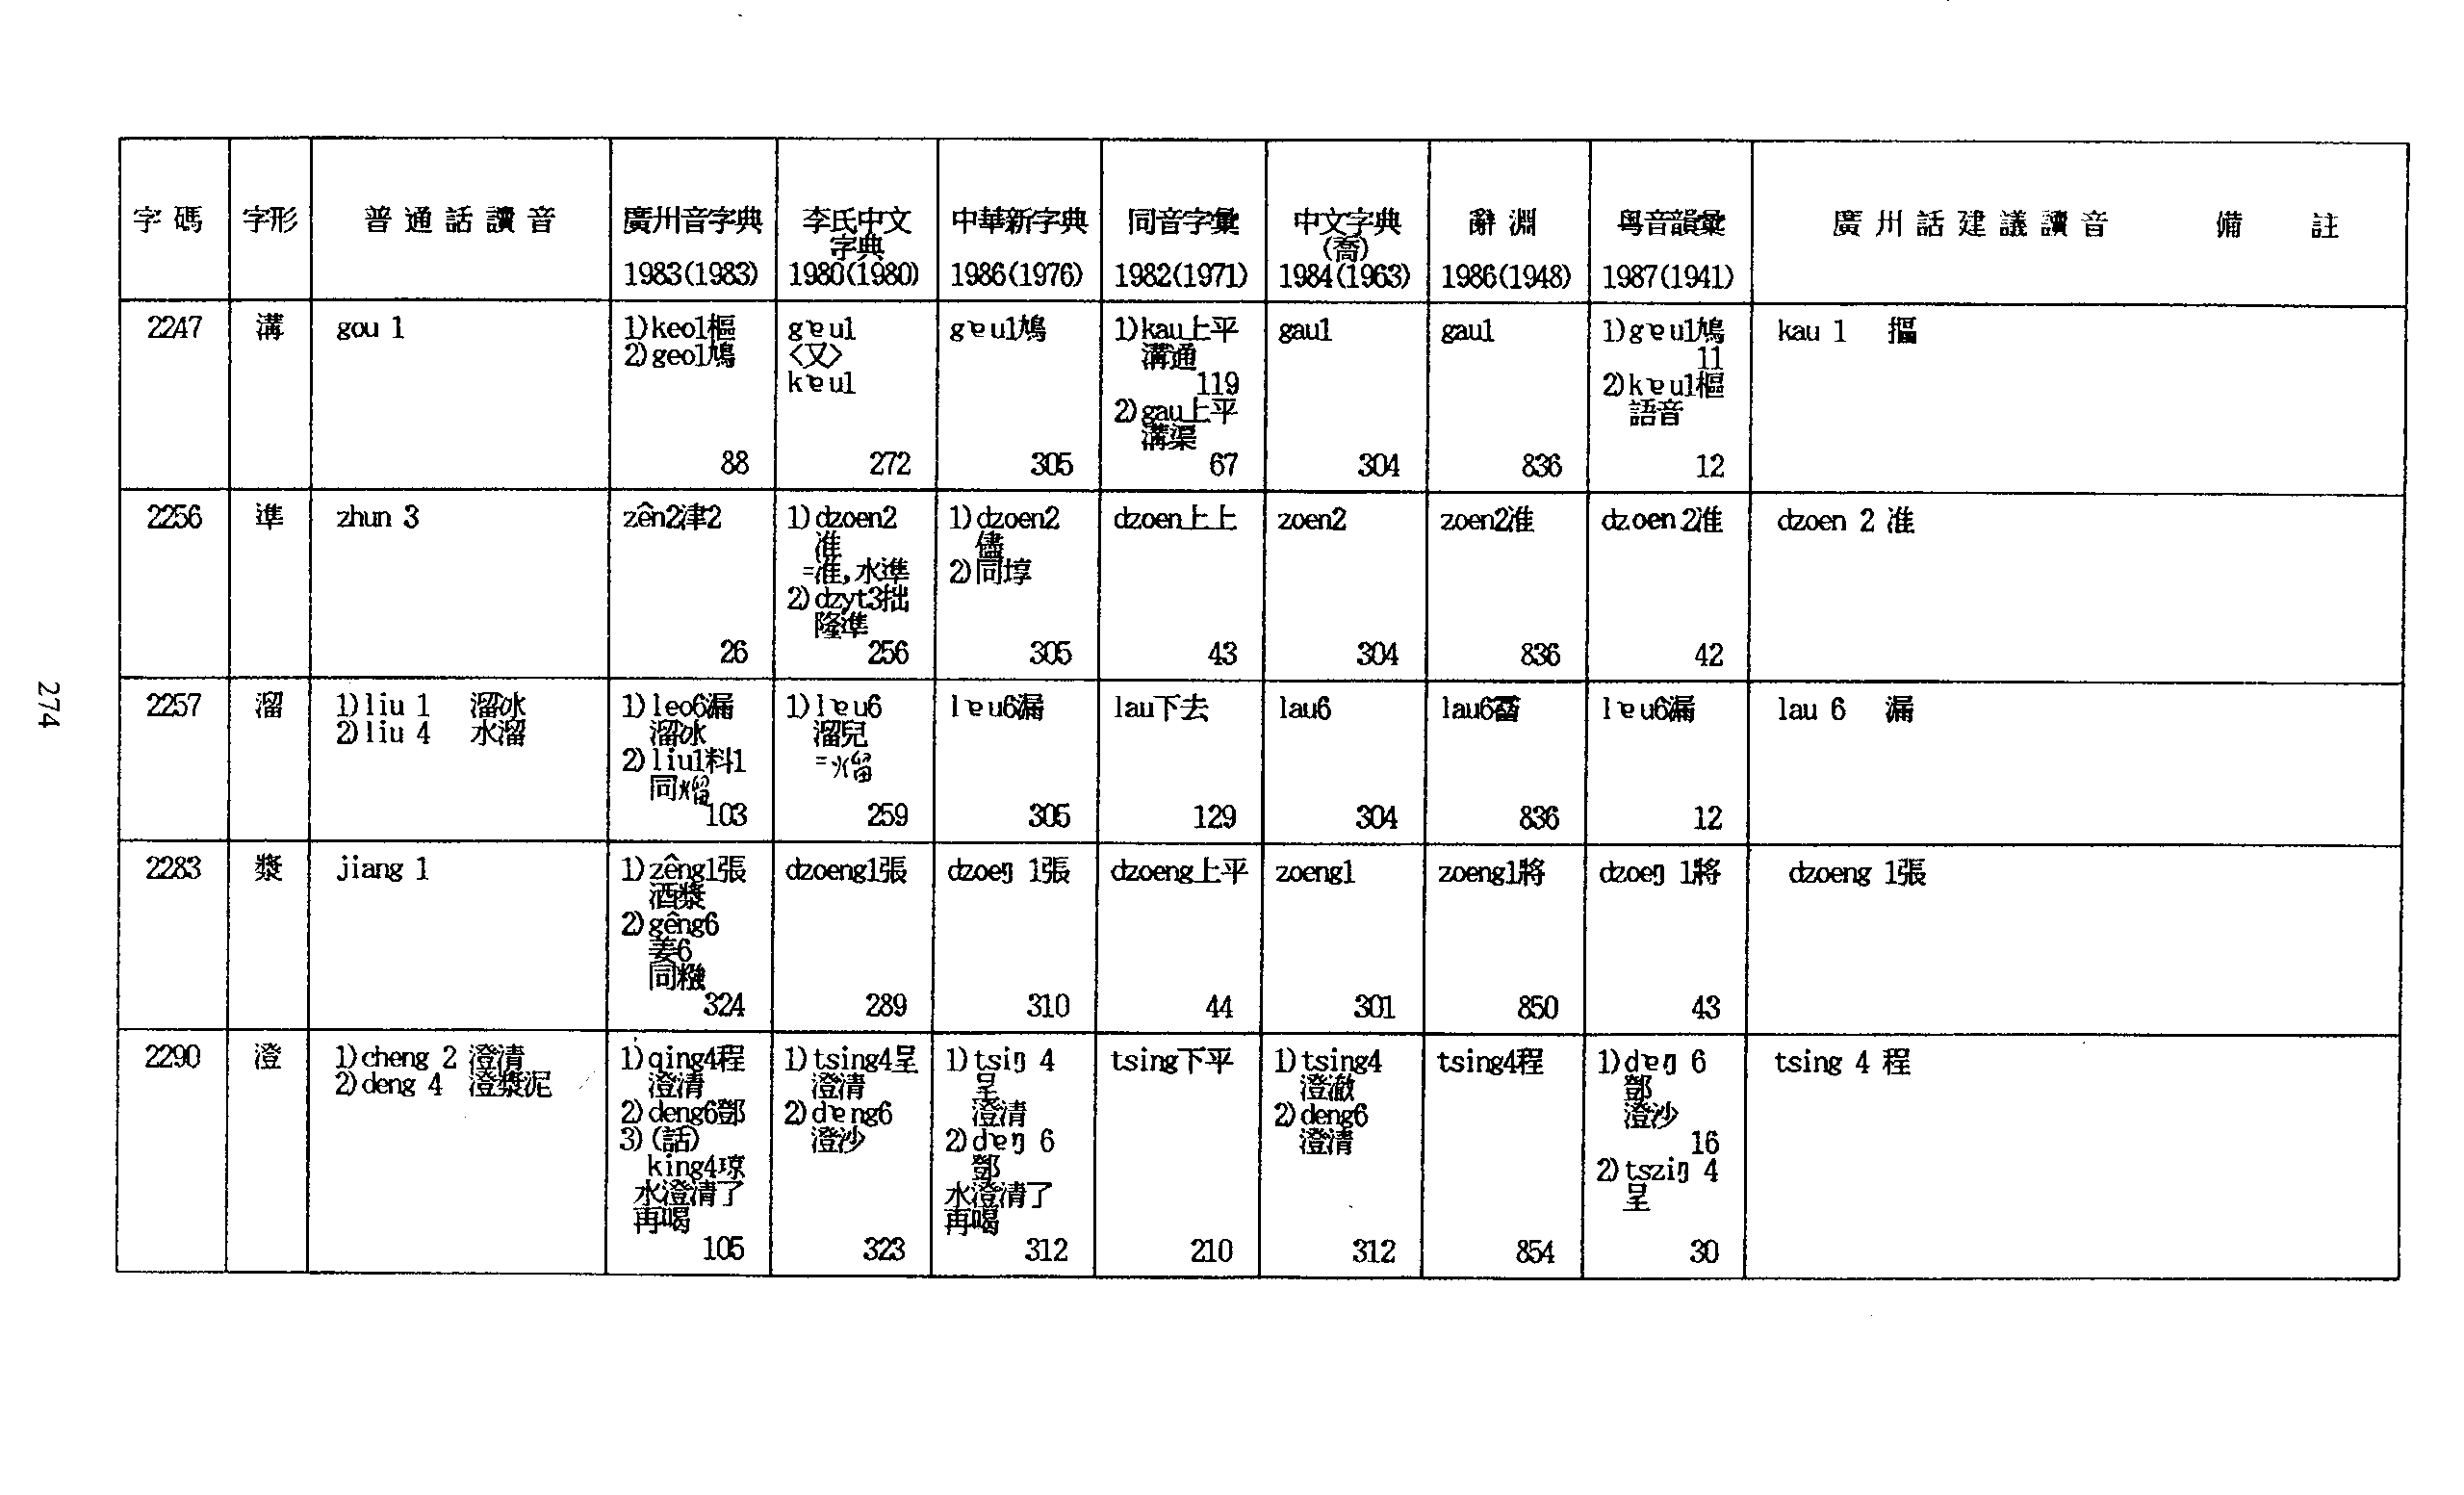 字碼 字形 普通話讀音 廣州音字典 李氏中文 中華新字典 同音字彙 中文字典 辭淵 粤音韻彙 廣州話建議讀音 備註
字典 (喬)
1983(1983) 1980(1980) 1986(1976) 1982(1971) 1984(1963) 1986(1948) 1987(1941)
2247 溝 gou 1 1)keo1樞 gɐu1 gɐu1鳩 1)kau上平 gau1 gau1 1)gɐu1鳩 kau 1 摳
2)geo1鳩 〈又〉 溝通 11
kɐu1 119 2)kɐu1樞
2)gau上平 語音
溝渠
88 272 305 67 304 836 12
2256 準 zhun 3 zên2津2 1)dzoen2 1)dzoen2 dzoen上上 zoen2 zoen2准 dzoen2准 dzoen 2 准
准 儘
=准,水準 2)同埻
2)dzyt3拙
隆準
26 256 305 43 304 836 42
2257 溜 1)liu 1 溜冰 1)leo6漏 1)lɐu6 lɐu6漏 lau下去 lau6 lau6霤 lɐu6漏 lau 6 漏
2)liu 4 水溜 溜冰 溜兒
2)liu1料1 =熘
同熘
103 259 305 129 304 836 12
2283 漿 jiang 1 1)zêng1張 dzoeng1張 dzoeŋ 1張 dzoeng上平 zoeng1 zoeng1將 dzoeŋ 1將 dzoeng 1張
酒漿
2)gêng6
姜6
同糨
324 289 310 44 301 850 43
2290 澄 1)cheng 2 澄清 1)qing4程 1)tsing4呈 1)tsiŋ 4 tsing下平 1)tsing4 tsing4程 1)dɐŋ 6 tsing 4 程
2)deng 4 澄漿泥 澄清 澄清 呈 澄澈 鄧
2)deng6鄧 2)dɐng6 澄清 2)deng6 澄沙
3)(話) 澄沙 2)dɐŋ 6 澄清 16
king4瓊 鄧 2)tsziŋ 4
水澄清了 水澄清了 呈
再喝 再喝
105 323 312 210 312 854 30
274